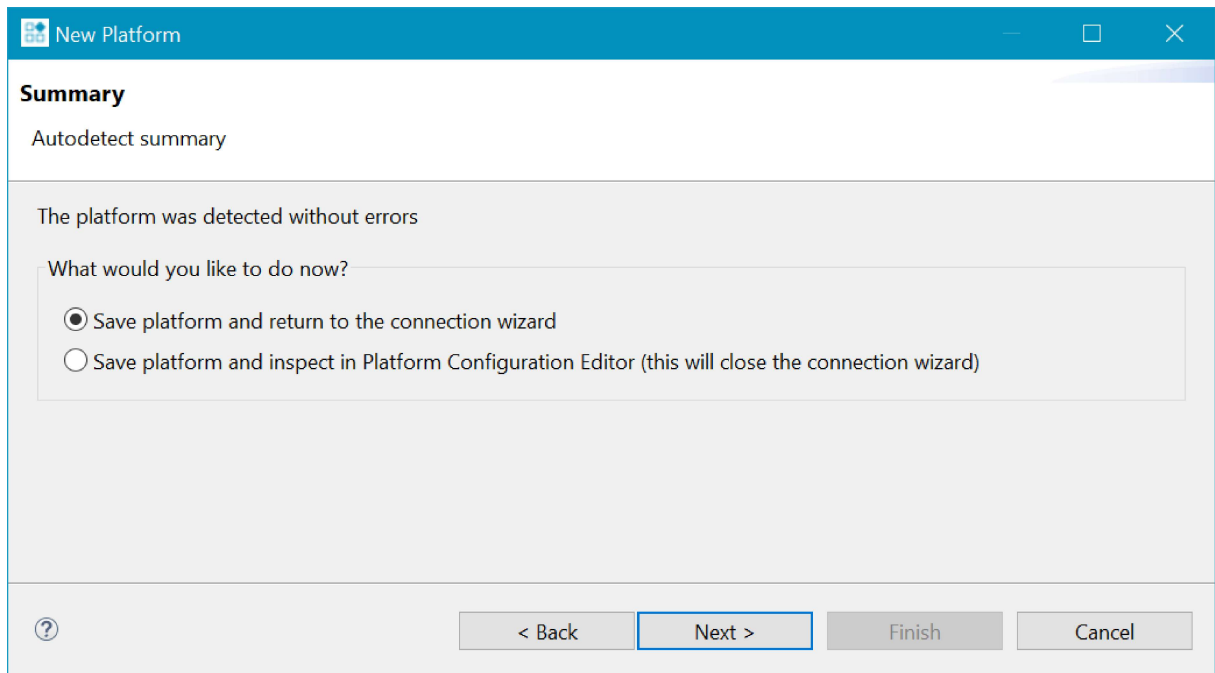 New Platform
Summary
Autodetect summary
The platform was detected without errors
What would you like to do now?
Save platform and return to the connection wizard
Save platform and inspect in Platform Configuration Editor (this will close the connection wizard)
? < Back Next > Finish Cancel